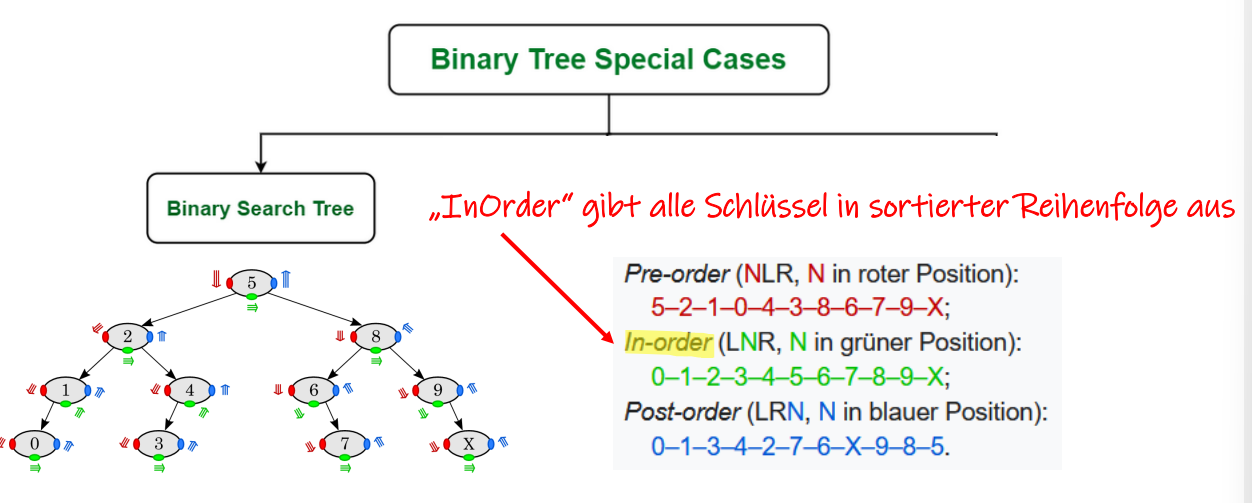 Binary Tree Special Cases
Binary Search Tree
„InOrder“ gibt alle Schlüssel in sortierter Reihenfolge aus
Pre-order (NLR, N in roter Position):
5–2–1–0–4–3–8–6–7–9–X;
In-order (LNR, N in grüner Position):
0–1–2–3–4–5–6–7–8–9–X;
Post-order (LRN, N in blauer Position):
0–1–3–4–2–7–6–X–9–8–5.
5
2 8
1 4 6 9
0 3 7 X